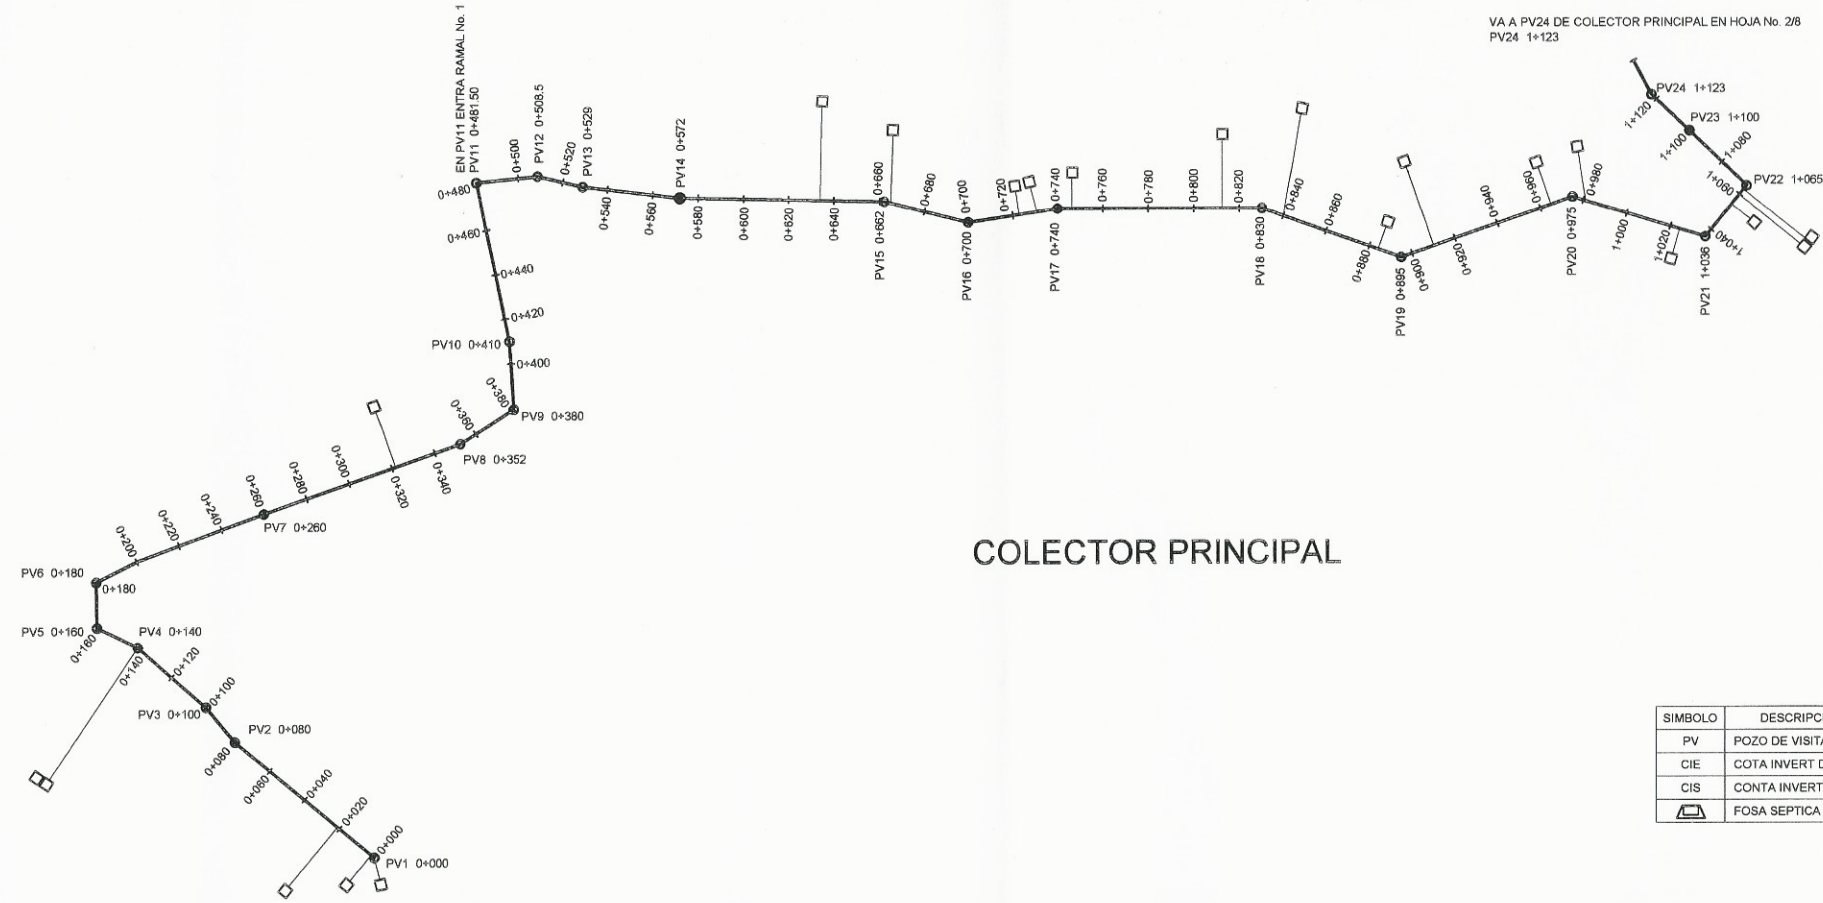 VA A PV24 DE COLECTOR PRINCIPAL EN HOJA No. 2/8
PV24 1+123
EN PV11 ENTRA RAMAL No. 1
PV11 0+481.50
0+480
0+500
PV12 0+508.5
0+520
PV13 0+529
0+540
0+560
PV14 0+572
0+580
0+600
0+620
0+640
0+660
PV15 0+662
0+680
0+700
PV16 0+700
0+720
0+740
PV17 0+740
0+760
0+780
0+800
0+820
PV18 0+830
0+840
0+860
0+880
PV19 0+895
0+900
0+920
0+940
0+960
PV20 0+975
0+980
1+000
1+020
PV21 1+036
1+040
1+060
PV22 1+065
1+080
1+100
PV23 1+100
1+120
PV24 1+123
0+460
0+440
0+420
PV10 0+410
0+400
0+380
PV9 0+380
0+360
PV8 0+352
0+340
0+320
0+300
0+280
0+260
PV7 0+260
0+240
0+220
0+200
PV6 0+180
0+180
PV5 0+160
0+160
PV4 0+140
0+140
0+120
0+100
PV3 0+100
PV2 0+080
0+080
0+060
0+040
0+020
0+000
PV1 0+000
COLECTOR PRINCIPAL
SIMBOLO DESCRIPC
PV POZO DE VISITA
CIE COTA INVERT D
CIS CONTA INVERT
FOSA SEPTICA